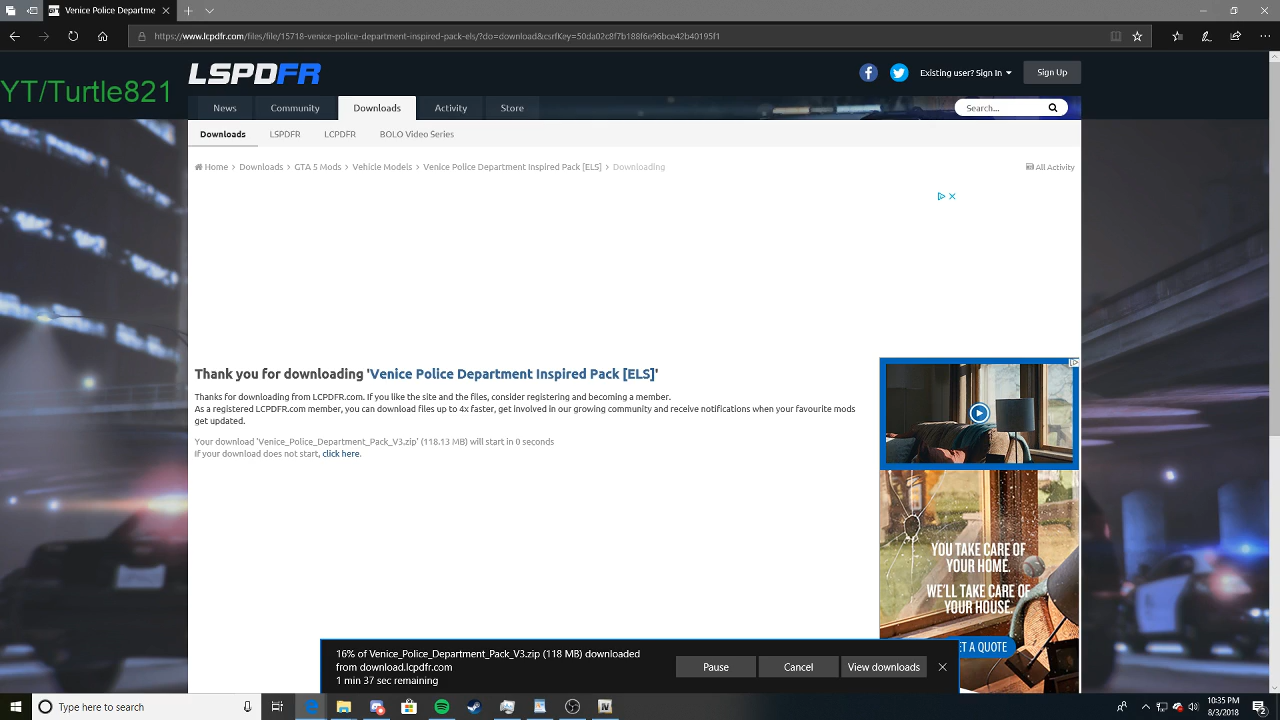 Venice Police Departme
https://www.lcpdfr.com/files/file/15718-venice-police-department-inspired-pack-els/?do=download&csrfKey=50da02c8f7b188f6e96bce42b40195f1
YT/Turtle821
LSPDFR
Existing user? Sign In
Sign Up
News
Community
Downloads
Activity
Store
Search...
Downloads
LSPDFR
LCPDFR
BOLO Video Series
Home > Downloads > GTA 5 Mods > Vehicle Models > Venice Police Department Inspired Pack [ELS] > Downloading
All Activity
Thank you for downloading 'Venice Police Department Inspired Pack [ELS]'
Thanks for downloading from LCPDFR.com. If you like the site and the files, consider registering and becoming a member.
As a registered LCPDFR.com member, you can download files up to 4x faster, get involved in our growing community and receive notifications when your favourite mods
get updated.
Your download 'Venice_Police_Department_Pack_V3.zip' (118.13 MB) will start in 0 seconds
If your download does not start, click here.
YOU TAKE CARE OF
YOUR HOME.
WE'LL TAKE CARE OF
YOUR HOUSE.
ET A QUOTE
16% of Venice_Police_Department_Pack_V3.zip (118 MB) downloaded
from download.lcpdfr.com
1 min 37 sec remaining
Pause
Cancel
View downloads
Type here to search
10:35 PM
8/3/2018
2